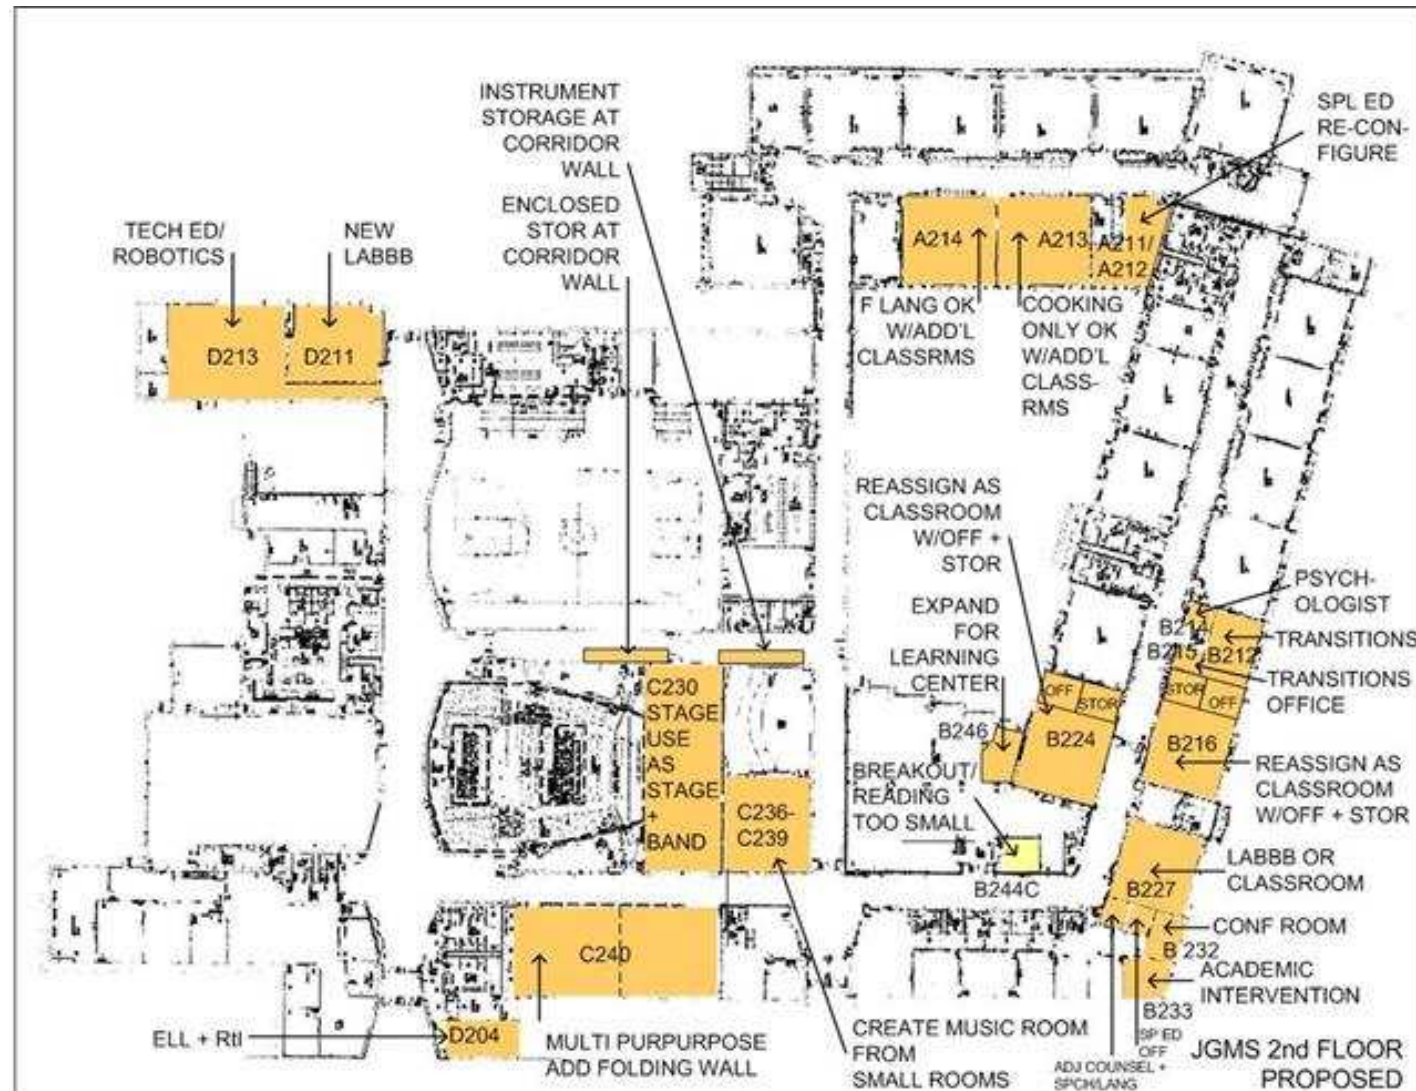 INSTRUMENT
STORAGE AT
CORRIDOR
WALL
ENCLOSED
STOR AT
CORRIDOR
WALL
SPL ED
RE-CON-
FIGURE
TECH ED/
ROBOTICS
NEW
LABBB
A214
A213
A211/
A212
F LANG OK
W/ADD'L
CLASSRMS
COOKING
ONLY OK
W/ADD'L
CLASS-
RMS
D213
D211
REASSIGN AS
CLASSROOM
W/OFF +
STOR
EXPAND
FOR
LEARNING
CENTER
PSYCH-
OLOGIST
B214
TRANSITIONS
B215
B212
TRANSITIONS
OFFICE
STOR
OFF
OFF
STOR
B246
B224
B216
REASSIGN AS
CLASSROOM
W/OFF + STOR
C230
STAGE
USE
AS
STAGE
+
BAND
C236-
C239
BREAKOUT/
READING
TOO SMALL
B244C
LABBB OR
CLASSROOM
B227
CONF ROOM
B 232
ACADEMIC
INTERVENTION
B233
C240
ELL + RtI
D204
MULTI PURPURPOSE
ADD FOLDING WALL
CREATE MUSIC ROOM
FROM
SMALL ROOMS
SP ED
OFF
ADJ COUNSEL +
SPCH/LANG
JGMS 2nd FLOOR
PROPOSED